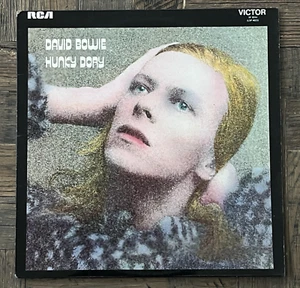 RCA
VICTOR
DAVID BOWIE
HUNKY DORY